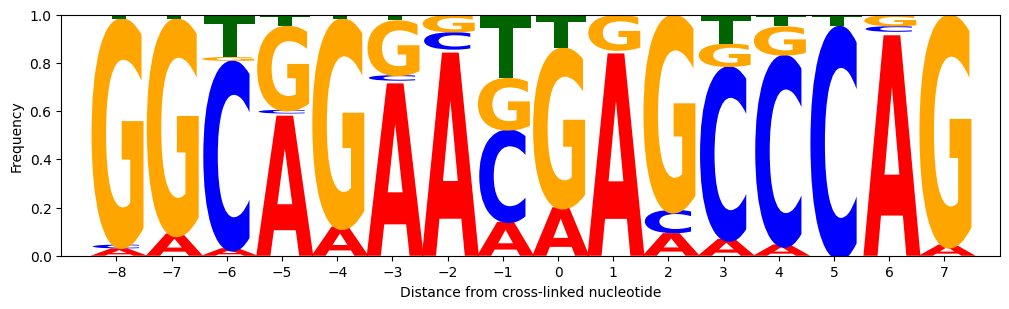 1.0
0.8
0.6
0.4
0.2
0.0
Frequency
T G C A
T G A
T G C A
T G C A
T G A
T G C A
G C A
T G C A
T G A
G A
G C A
T G C A
T G C A
T C
G C A
G A
−8 −7 −6 −5 −4 −3 −2 −1 0 1 2 3 4 5 6 7
Distance from cross-linked nucleotide